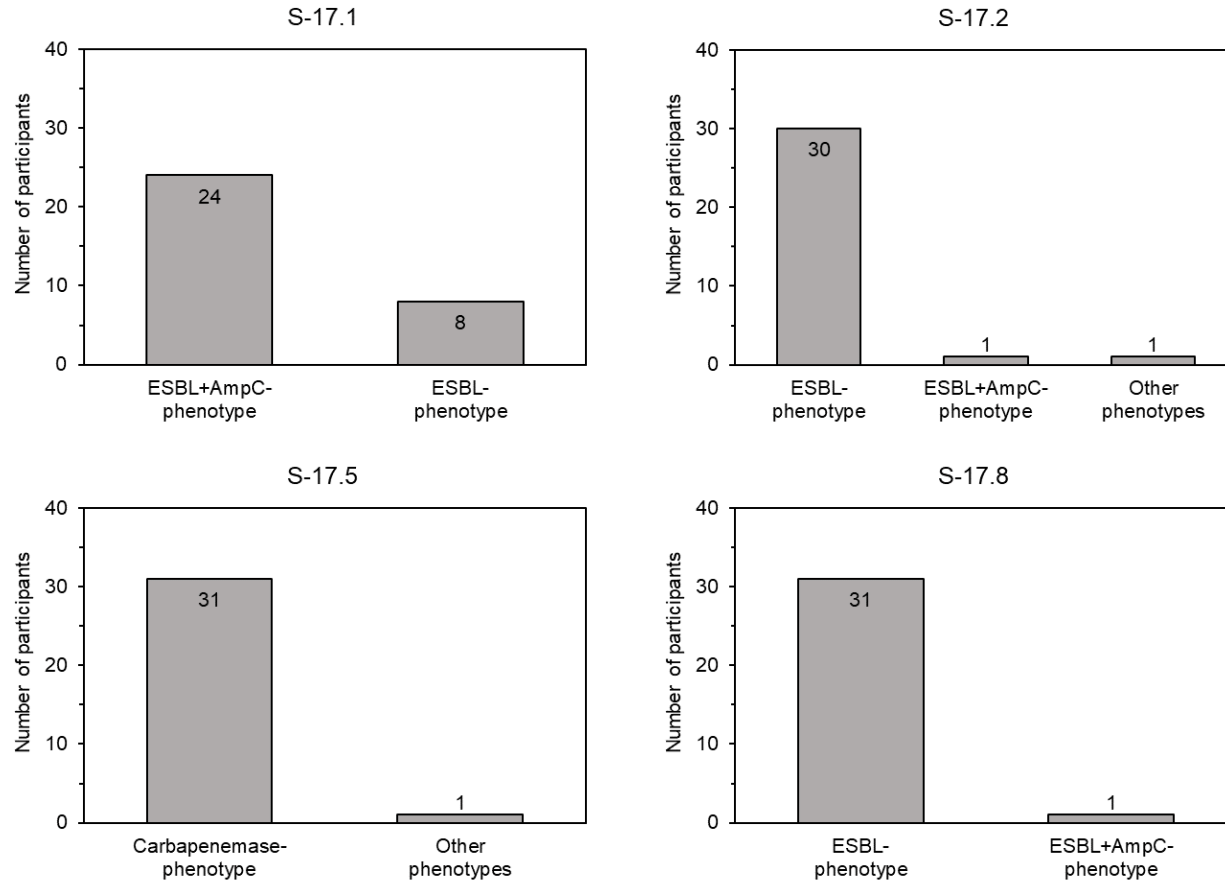 S-17.1
Number of participants
40
30
20
10
0
24
8
ESBL+AmpC-
phenotype
ESBL-
phenotype
S-17.2
Number of participants
40
30
20
10
0
30
1
1
ESBL-
phenotype
ESBL+AmpC-
phenotype
Other
phenotypes
S-17.5
Number of participants
40
30
20
10
0
31
1
Carbapenemase-
phenotype
Other
phenotypes
S-17.8
Number of participants
40
30
20
10
0
31
1
ESBL-
phenotype
ESBL+AmpC-
phenotype